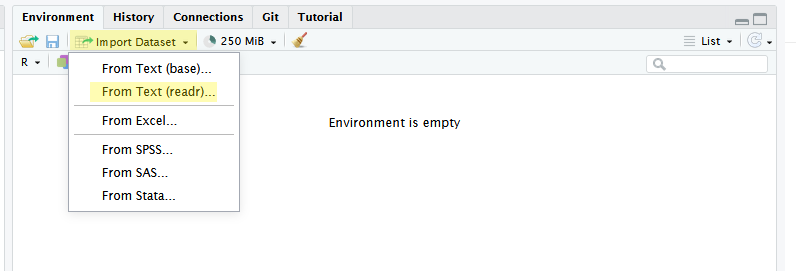 Environment History Connections Git Tutorial
Import Dataset 250 MiB List
R
From Text (base)...
From Text (readr)...
From Excel...
From SPSS...
From SAS...
From Stata...
Environment is empty